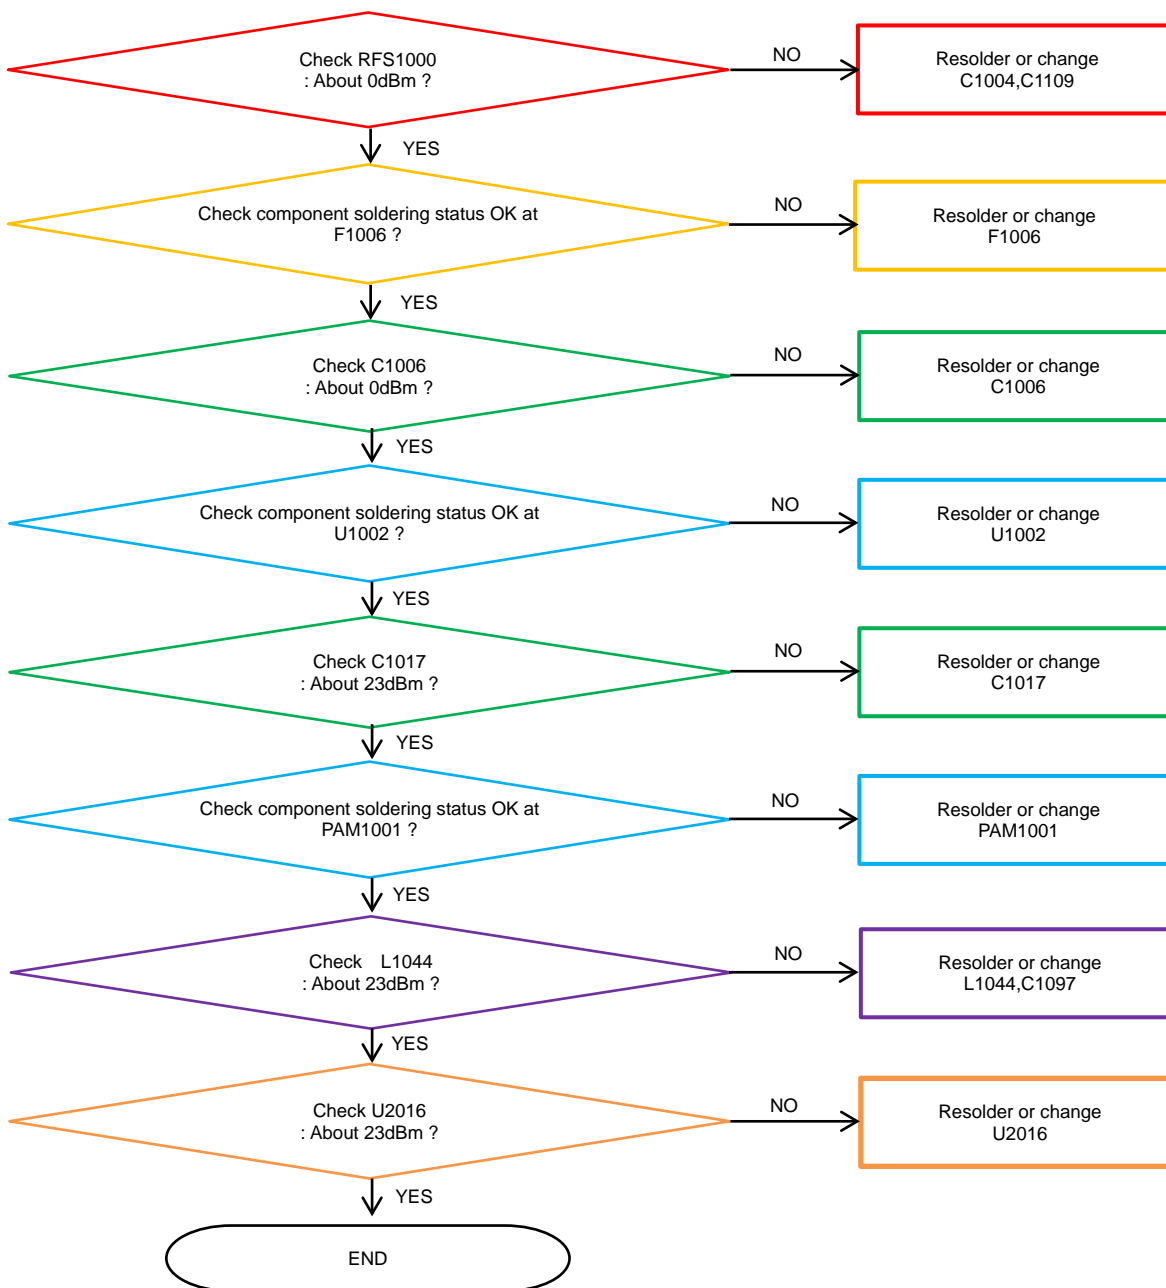 Check RFS1000
: About 0dBm ?
NO
Resolder or change
C1004,C1109
YES
Check component soldering status OK at
F1006 ?
NO
Resolder or change
F1006
YES
Check C1006
: About 0dBm ?
NO
Resolder or change
C1006
YES
Check component soldering status OK at
U1002 ?
NO
Resolder or change
U1002
YES
Check C1017
: About 23dBm ?
NO
Resolder or change
C1017
YES
Check component soldering status OK at
PAM1001 ?
NO
Resolder or change
PAM1001
YES
Check L1044
: About 23dBm ?
NO
Resolder or change
L1044,C1097
YES
Check U2016
: About 23dBm ?
NO
Resolder or change
U2016
YES
END